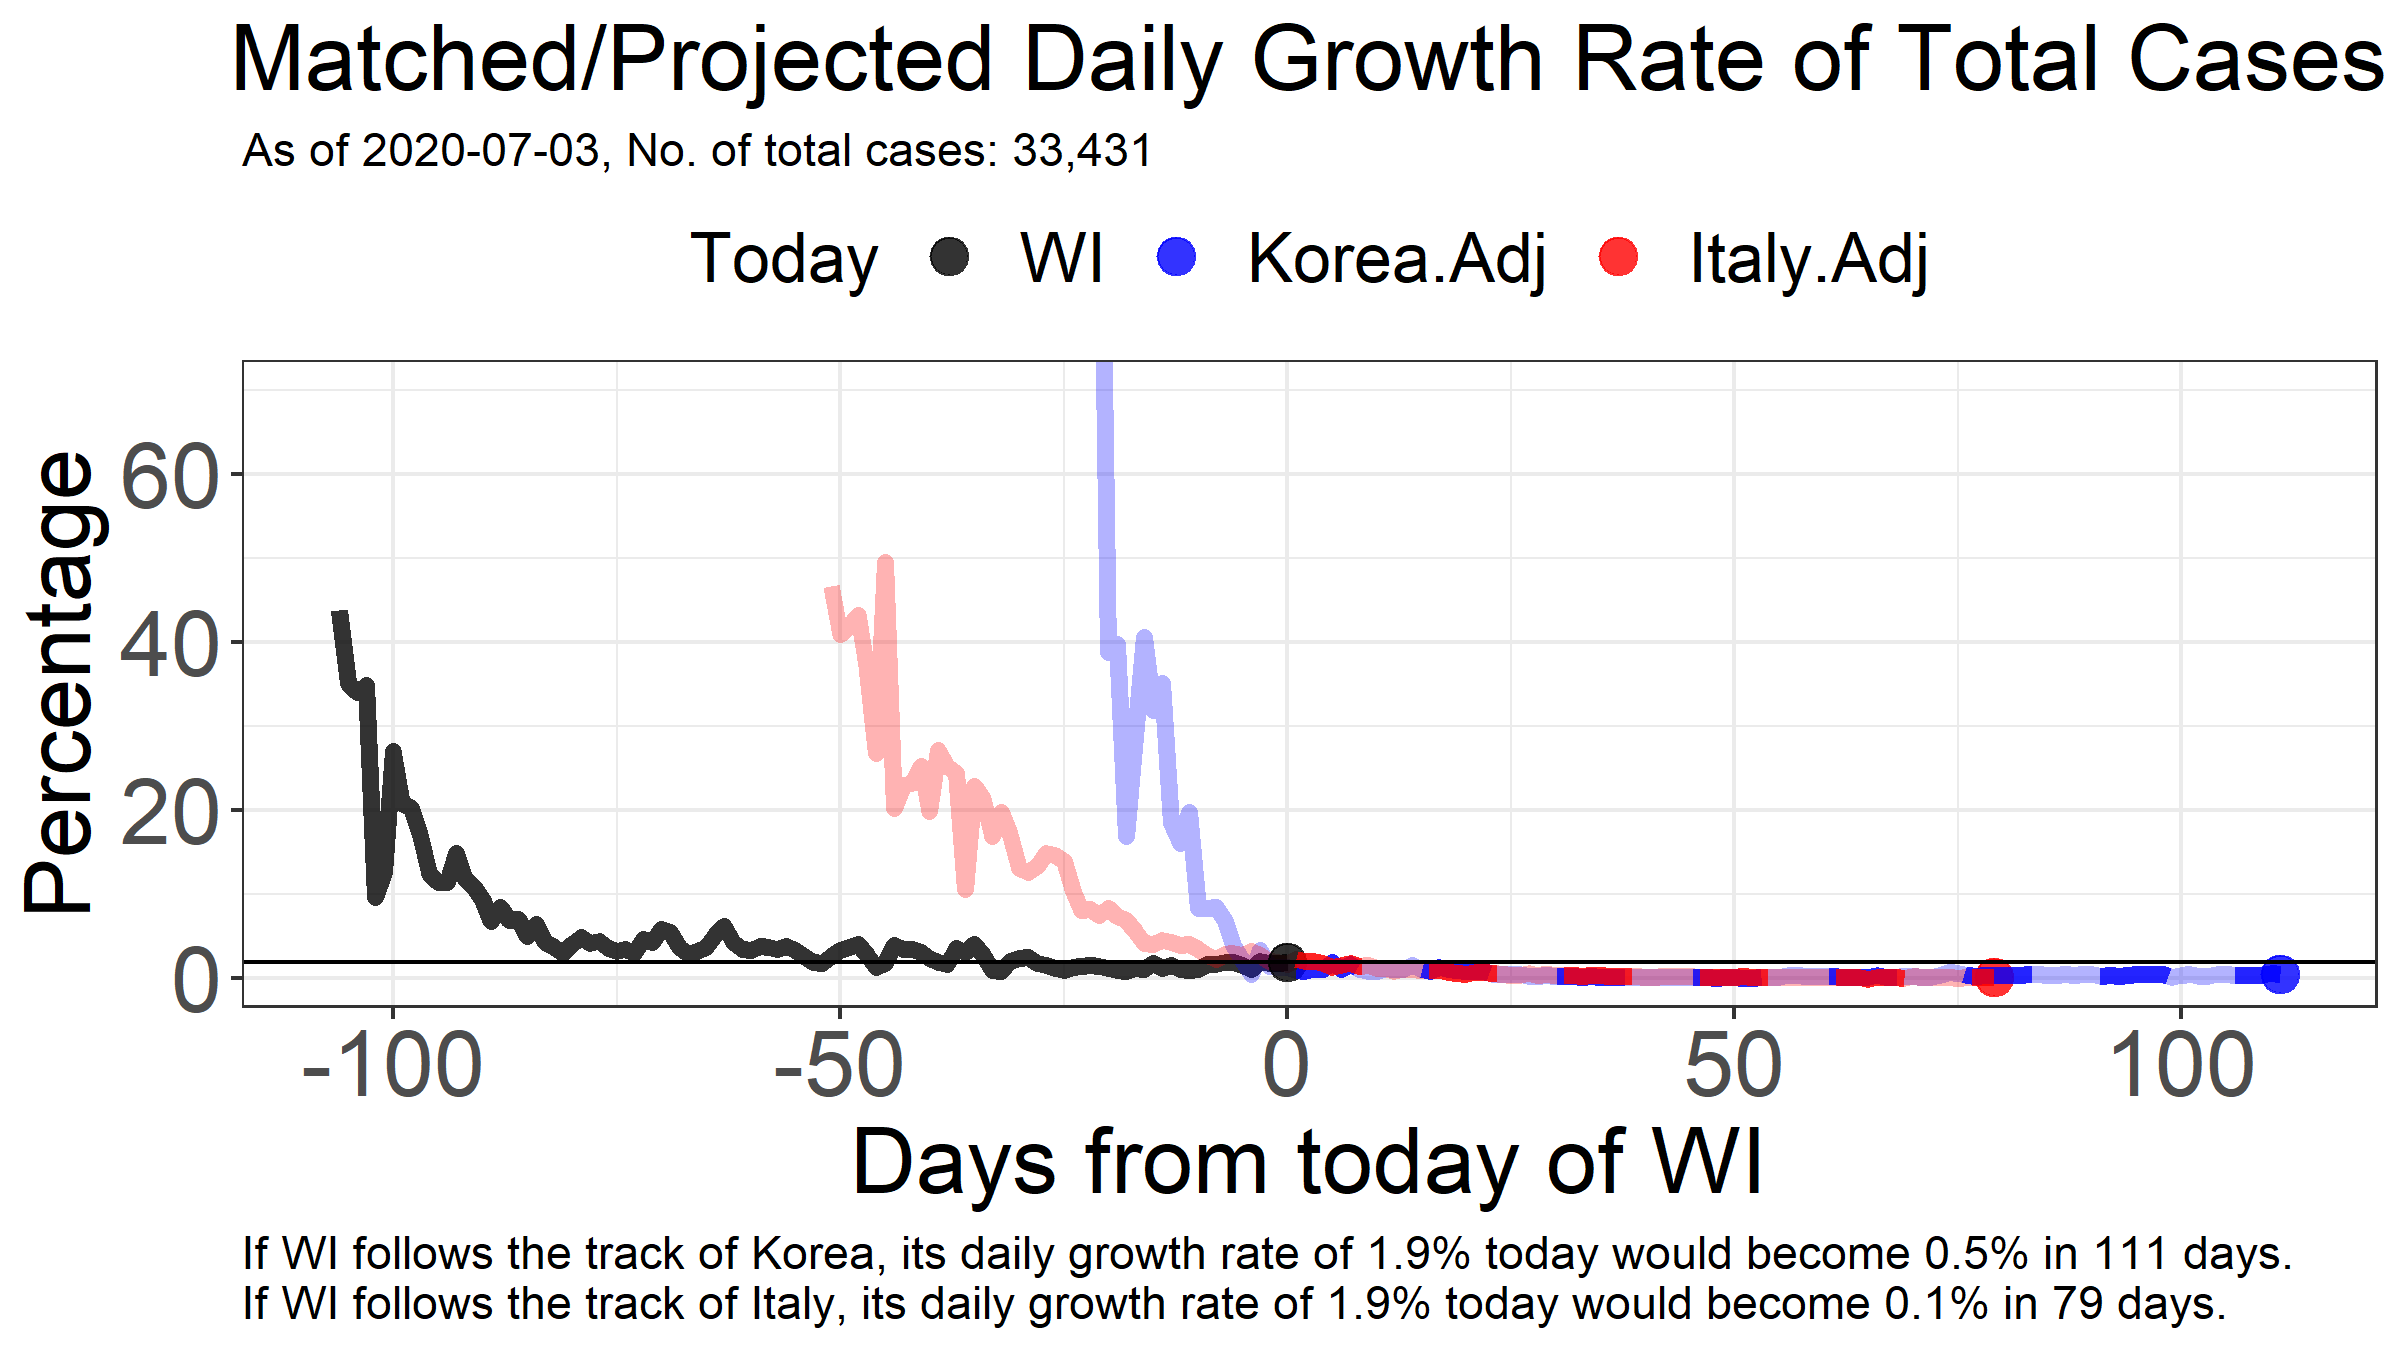 Matched/Projected Daily Growth Rate of Total Cases
As of 2020-07-03, No. of total cases: 33,431
Today WI Korea.Adj Italy.Adj
Percentage
60
40
20
0
-100 -50 0 50 100
Days from today of WI
If WI follows the track of Korea, its daily growth rate of 1.9% today would become 0.5% in 111 days.
If WI follows the track of Italy, its daily growth rate of 1.9% today would become 0.1% in 79 days.